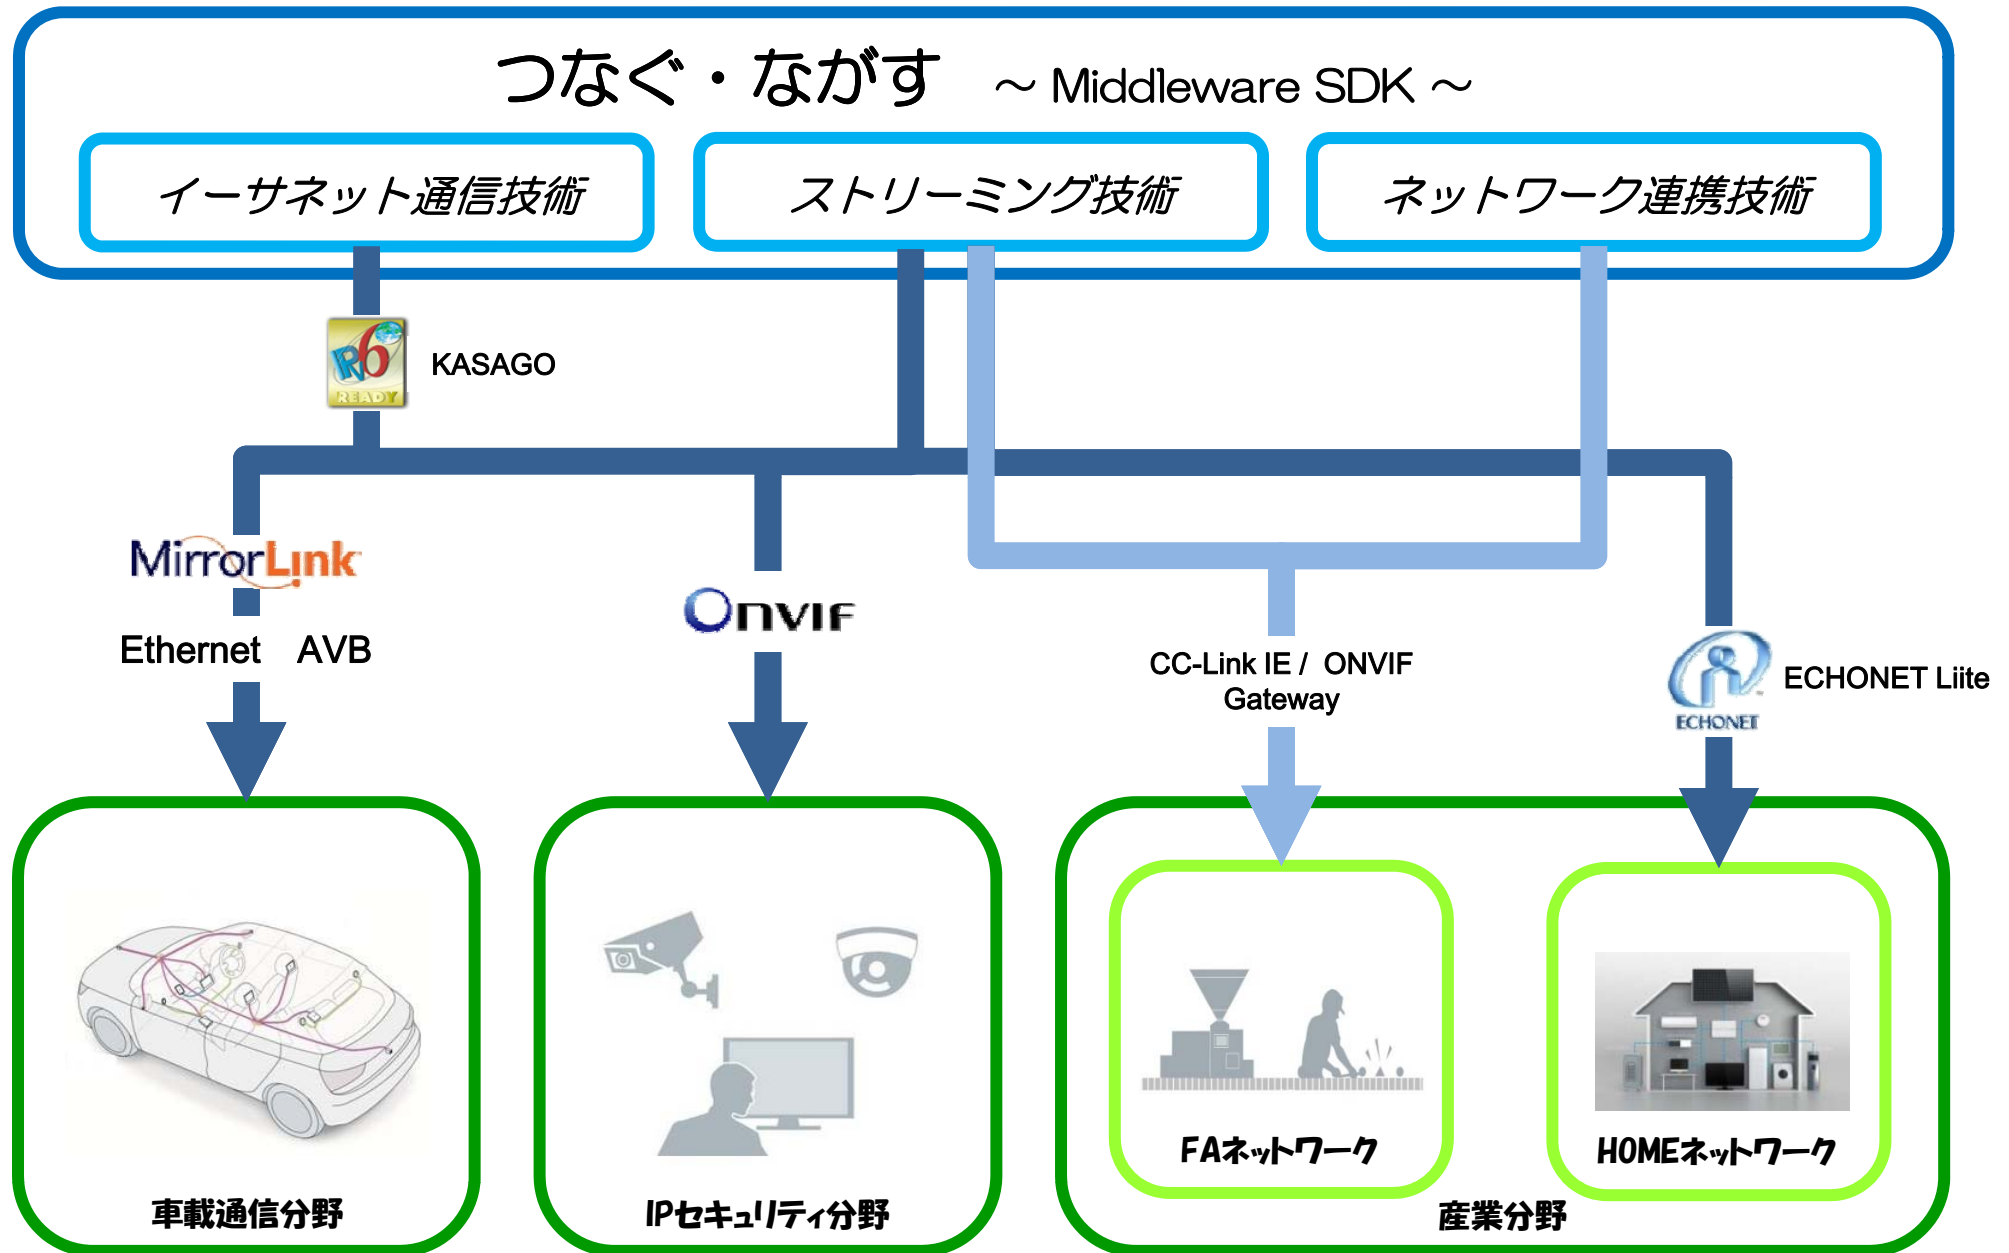 つなぐ・ながす ～ Middleware SDK ～
イーサネット通信技術
ストリーミング技術
ネットワーク連携技術
IPv6
READY
KASAGO
MirrorLink
Ethernet AVB
ONVIF
CC-Link IE / ONVIF
Gateway
ECHONET
ECHONET Liite
FAネットワーク
HOMEネットワーク
車載通信分野
IPセキュリティ分野
産業分野